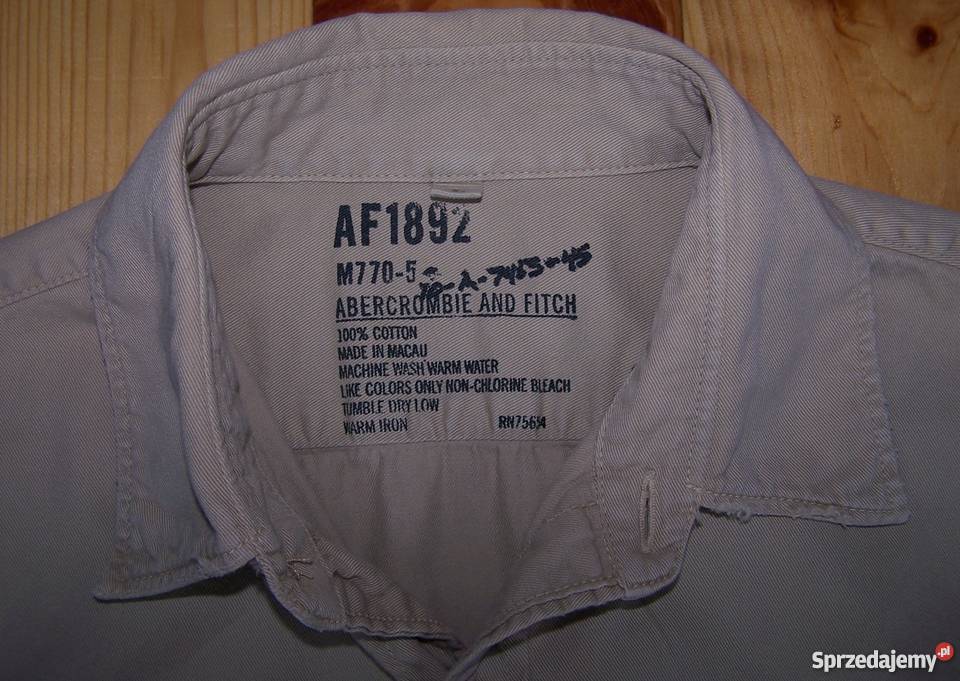 AF1892
M770-5
ABERCROMBIE AND FITCH
100% COTTON
MADE IN MACAU
MACHINE WASH WARM WATER
LIKE COLORS ONLY NON-CHLORINE BLEACH
TUMBLE DRY LOW
WARM IRON RN75654
Sprzedajemy.pl